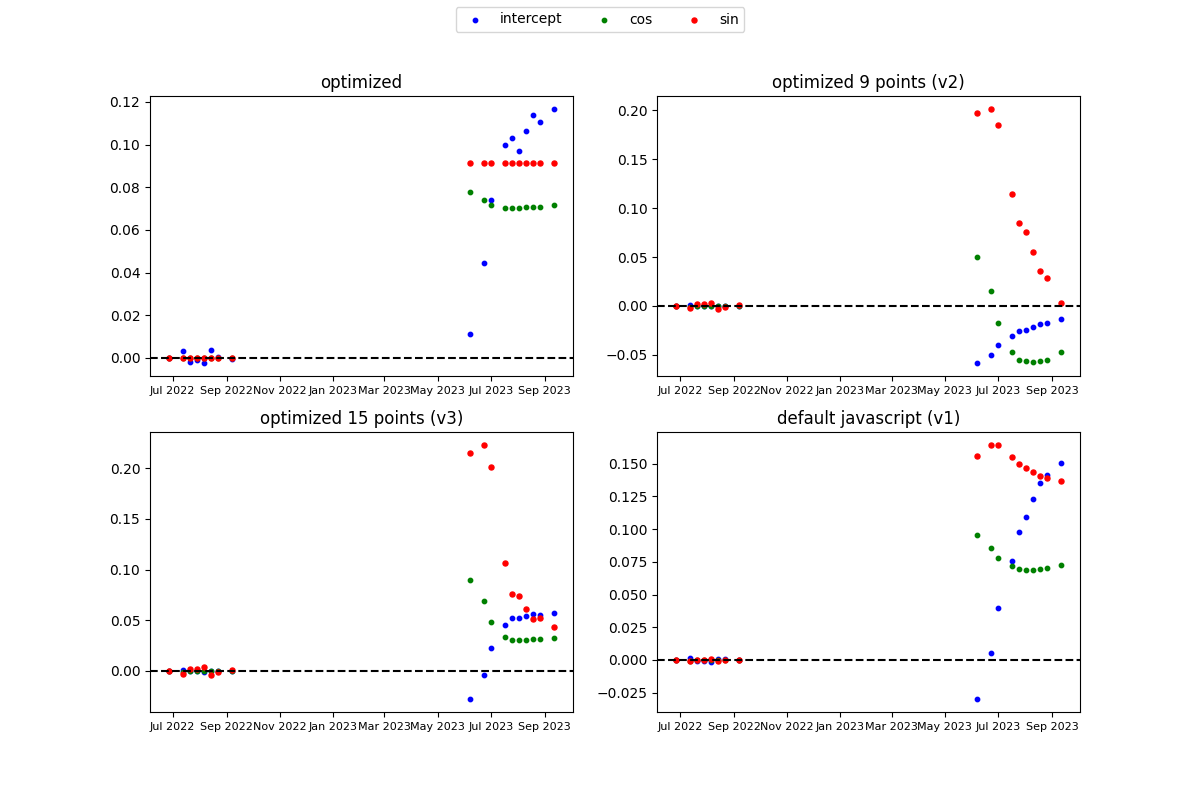 intercept cos sin
optimized
0.12
0.10
0.08
0.06
0.04
0.02
0.00
Jul 2022 Sep 2022 Nov 2022 Jan 2023 Mar 2023 May 2023 Jul 2023 Sep 2023
optimized 9 points (v2)
0.20
0.15
0.10
0.05
0.00
−0.05
Jul 2022 Sep 2022 Nov 2022 Jan 2023 Mar 2023 May 2023 Jul 2023 Sep 2023
optimized 15 points (v3)
0.20
0.15
0.10
0.05
0.00
Jul 2022 Sep 2022 Nov 2022 Jan 2023 Mar 2023 May 2023 Jul 2023 Sep 2023
default javascript (v1)
0.150
0.125
0.100
0.075
0.050
0.025
0.000
−0.025
Jul 2022 Sep 2022 Nov 2022 Jan 2023 Mar 2023 May 2023 Jul 2023 Sep 2023